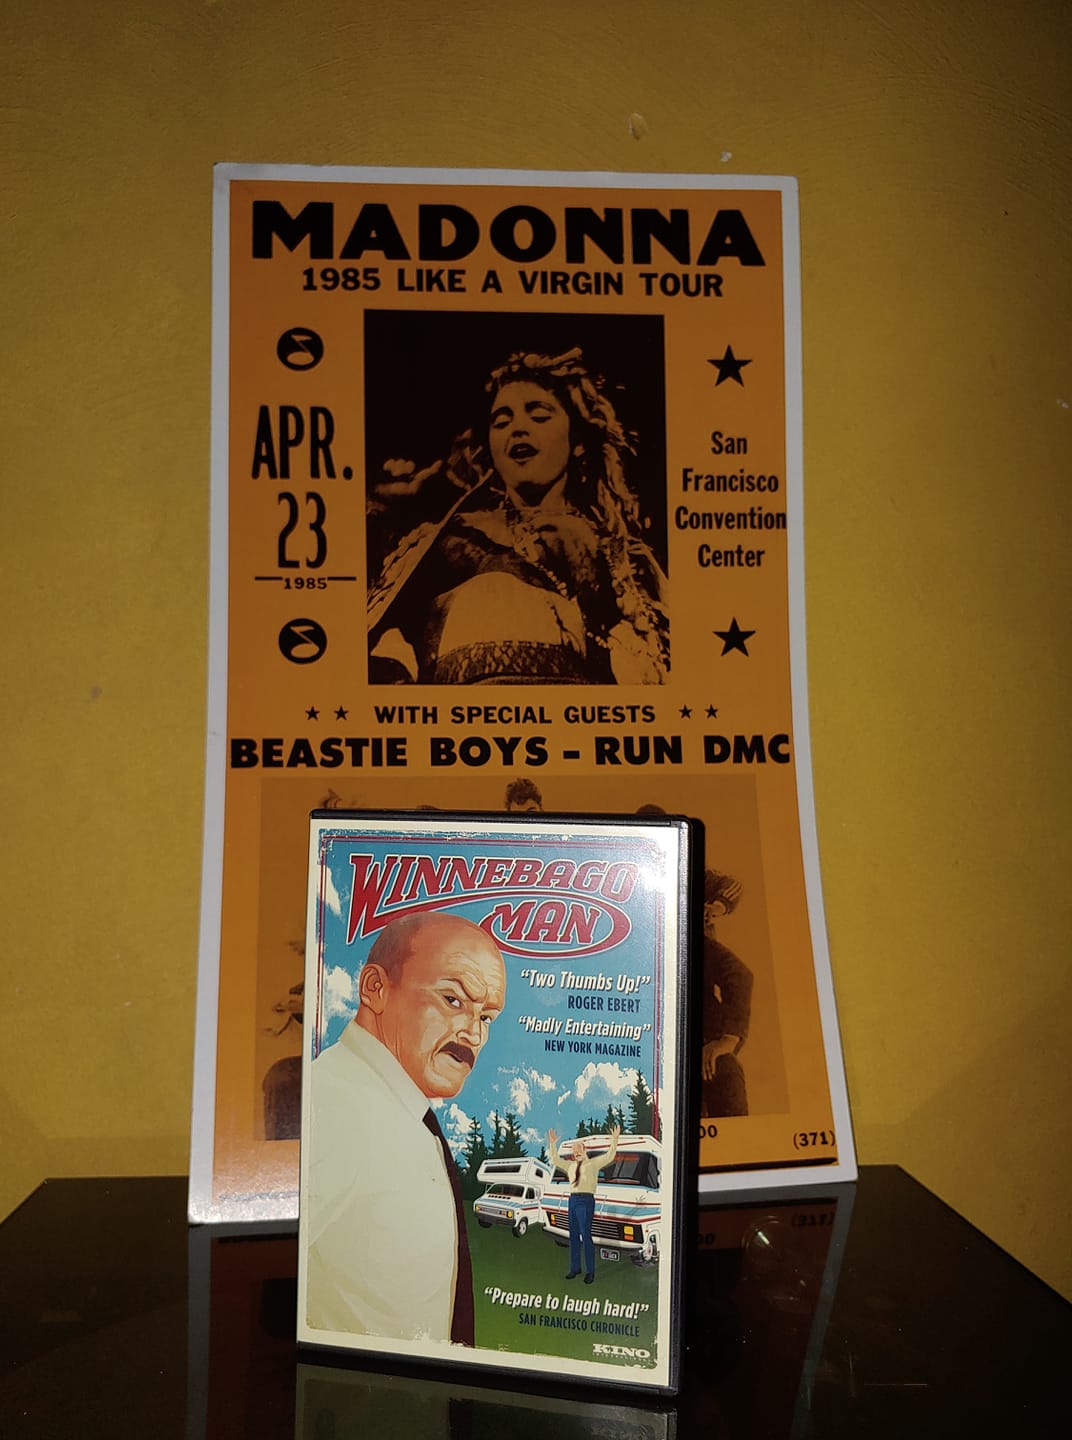 MADONNA
1985 LIKE A VIRGIN TOUR
APR.
23
1985
San
Francisco
Convention
Center
★ ★ WITH SPECIAL GUESTS ★ ★
BEASTIE BOYS - RUN DMC
00
(371)
WINNEBAGO
MAN
“Two Thumbs Up!”
ROGER EBERT
“Madly Entertaining”
NEW YORK MAGAZINE
“Prepare to laugh hard!”
SAN FRANCISCO CHRONICLE
KINO
INTERNATIONAL